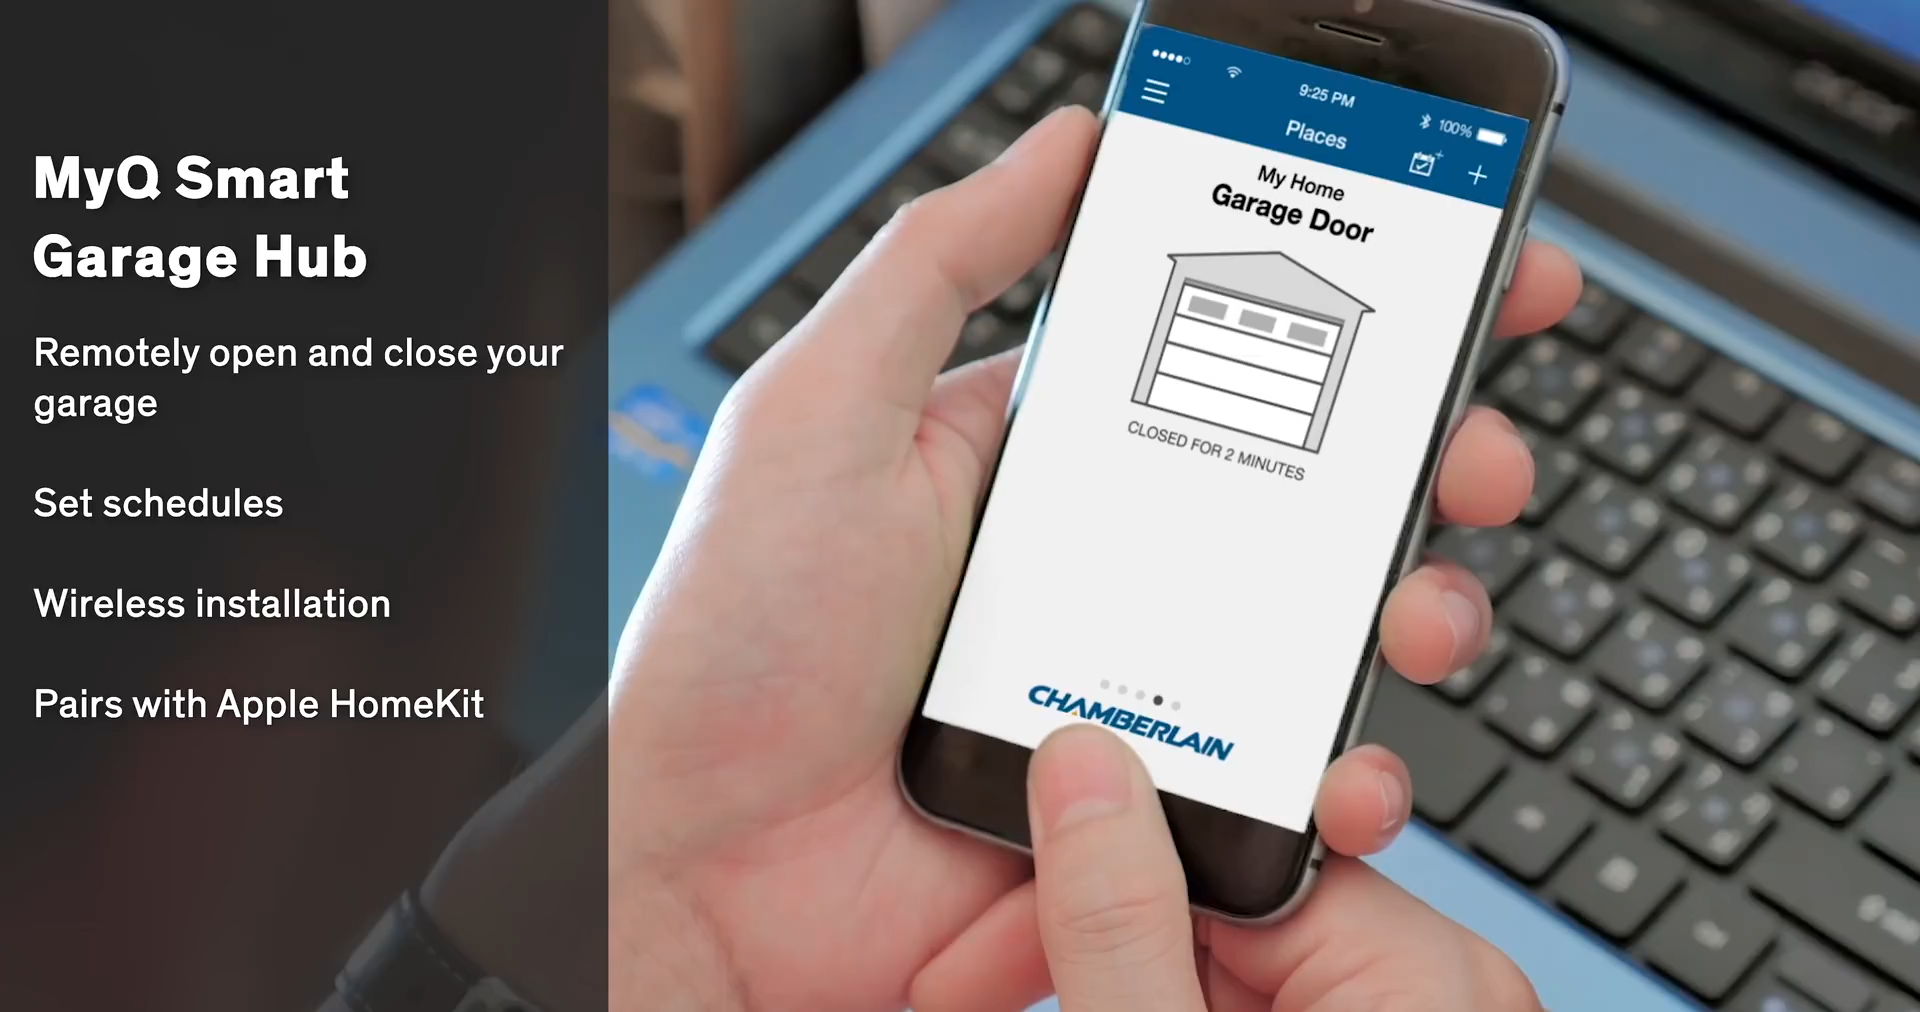 MyQ Smart
Garage Hub
Remotely open and close your
garage
Set schedules
Wireless installation
Pairs with Apple HomeKit
9:25 PM
100%
Places
My Home
Garage Door
CLOSED FOR 2 MINUTES
CHAMBERLAIN